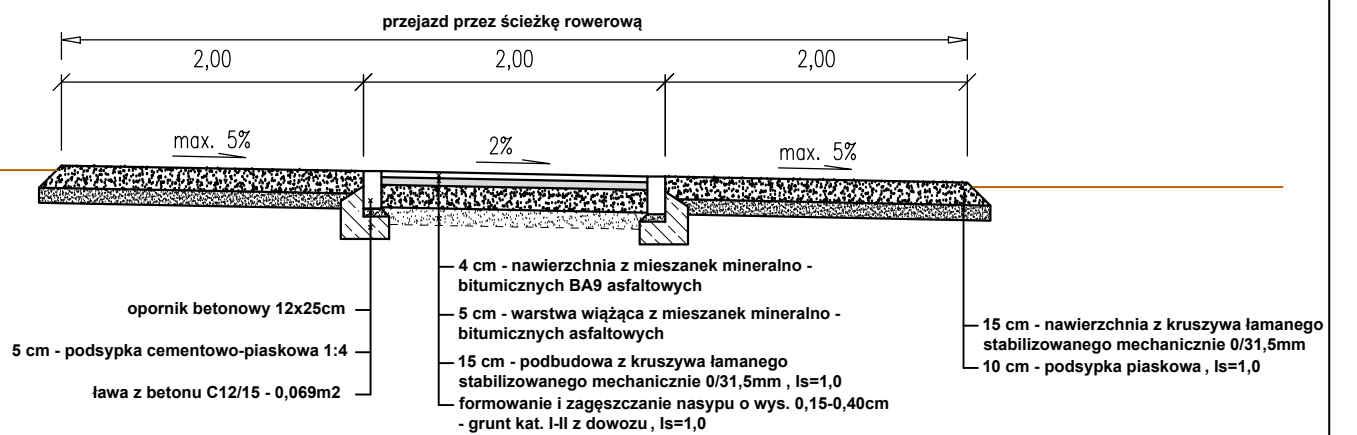 przejazd przez ścieżkę rowerową
2,00
2,00
2,00
max. 5%
2%
max. 5%
opornik betonowy 12x25cm
5 cm - podsypka cementowo-piaskowa 1:4
ława z betonu C12/15 - 0,069m2
4 cm - nawierzchnia z mieszanek mineralno -
bitumicznych BA9 asfaltowych
5 cm - warstwa wiążąca z mieszanek mineralno -
bitumicznych asfaltowych
15 cm - podbudowa z kruszywa łamanego
stabilizowanego mechanicznie 0/31,5mm , Is=1,0
formowanie i zagęszczanie nasypu o wys. 0,15-0,40cm
- grunt kat. I-II z dowozu , Is=1,0
15 cm - nawierzchnia z kruszywa łamanego
stabilizowanego mechanicznie 0/31,5mm
10 cm - podsypka piaskowa , Is=1,0